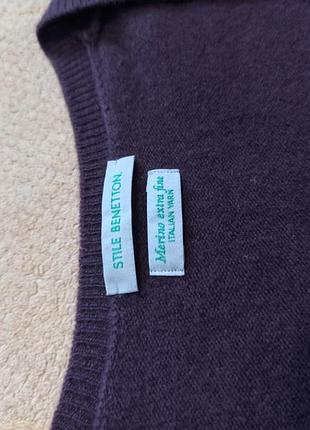 STILE BENETTON.
Merino extra fine
ITALIAN YARN